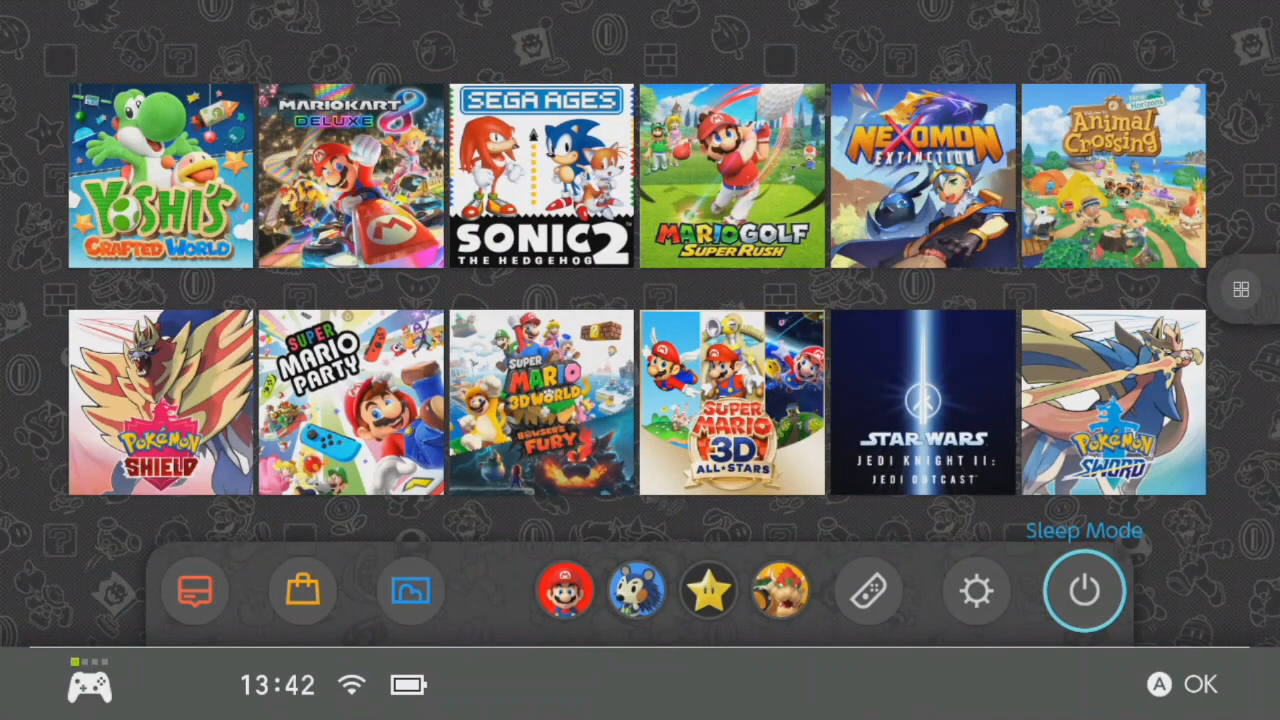 YOSHI'S
CRAFTED WORLD
MARIOKART 8
DELUXE
SEGA AGES
SONIC 2
THE HEDGEHOG
MARIO GOLF
SUPER RUSH
NEXOMON
EXTINCTION
New Horizons
Animal
Crossing
Pokémon
SHIELD
SUPER
MARIO
PARTY
SUPER
MARIO
3D WORLD
BOWSER'S
FURY
SUPER
MARIO
3D
ALL★STARS
STAR WARS
JEDI KNIGHT II:
JEDI OUTCAST
Pokémon
SWORD
Sleep Mode
13:42
A OK